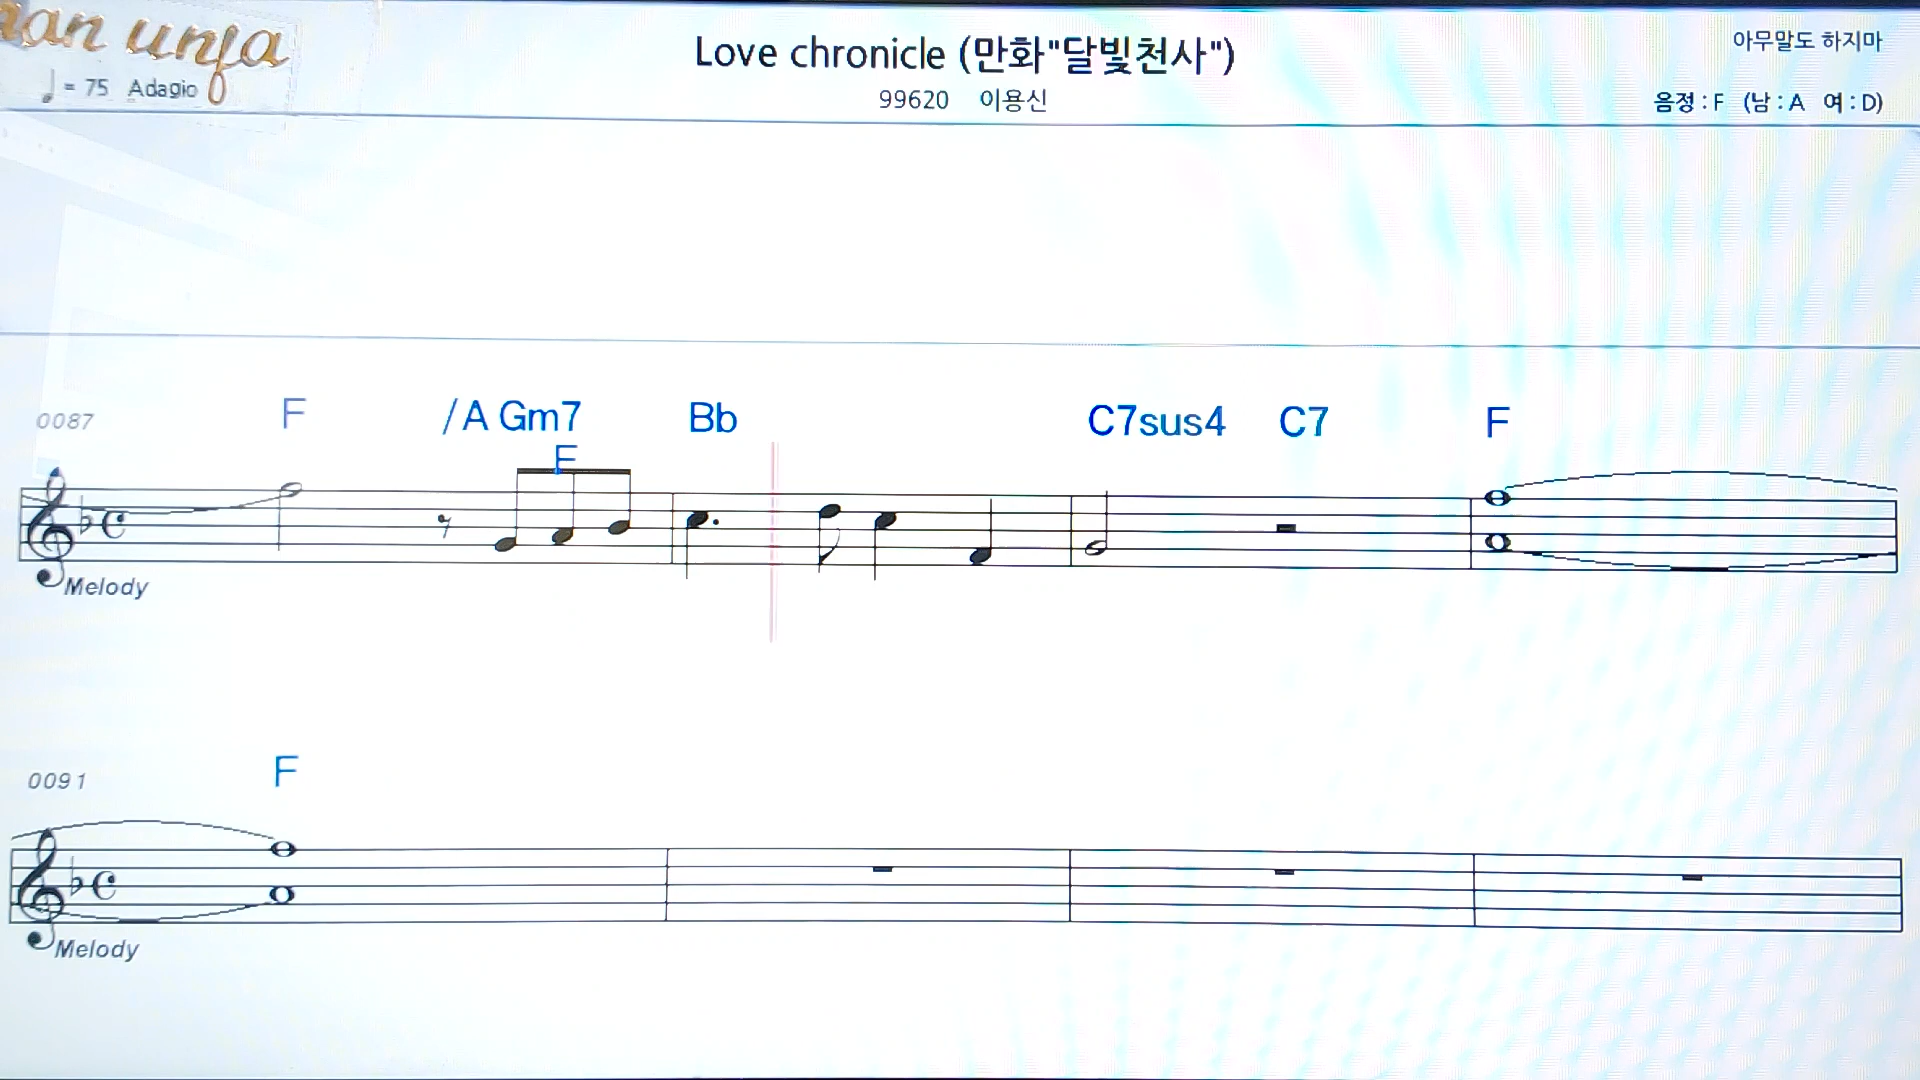 unja
Love chronicle (만화"달빛천사")
아무말도 하지마
= 75 Adagio
99620 이용신
음정 : F (남 : A 여 : D)
0087 F /A Gm7 Bb C7sus4 C7 F
F
Melody
0091 F
Melody